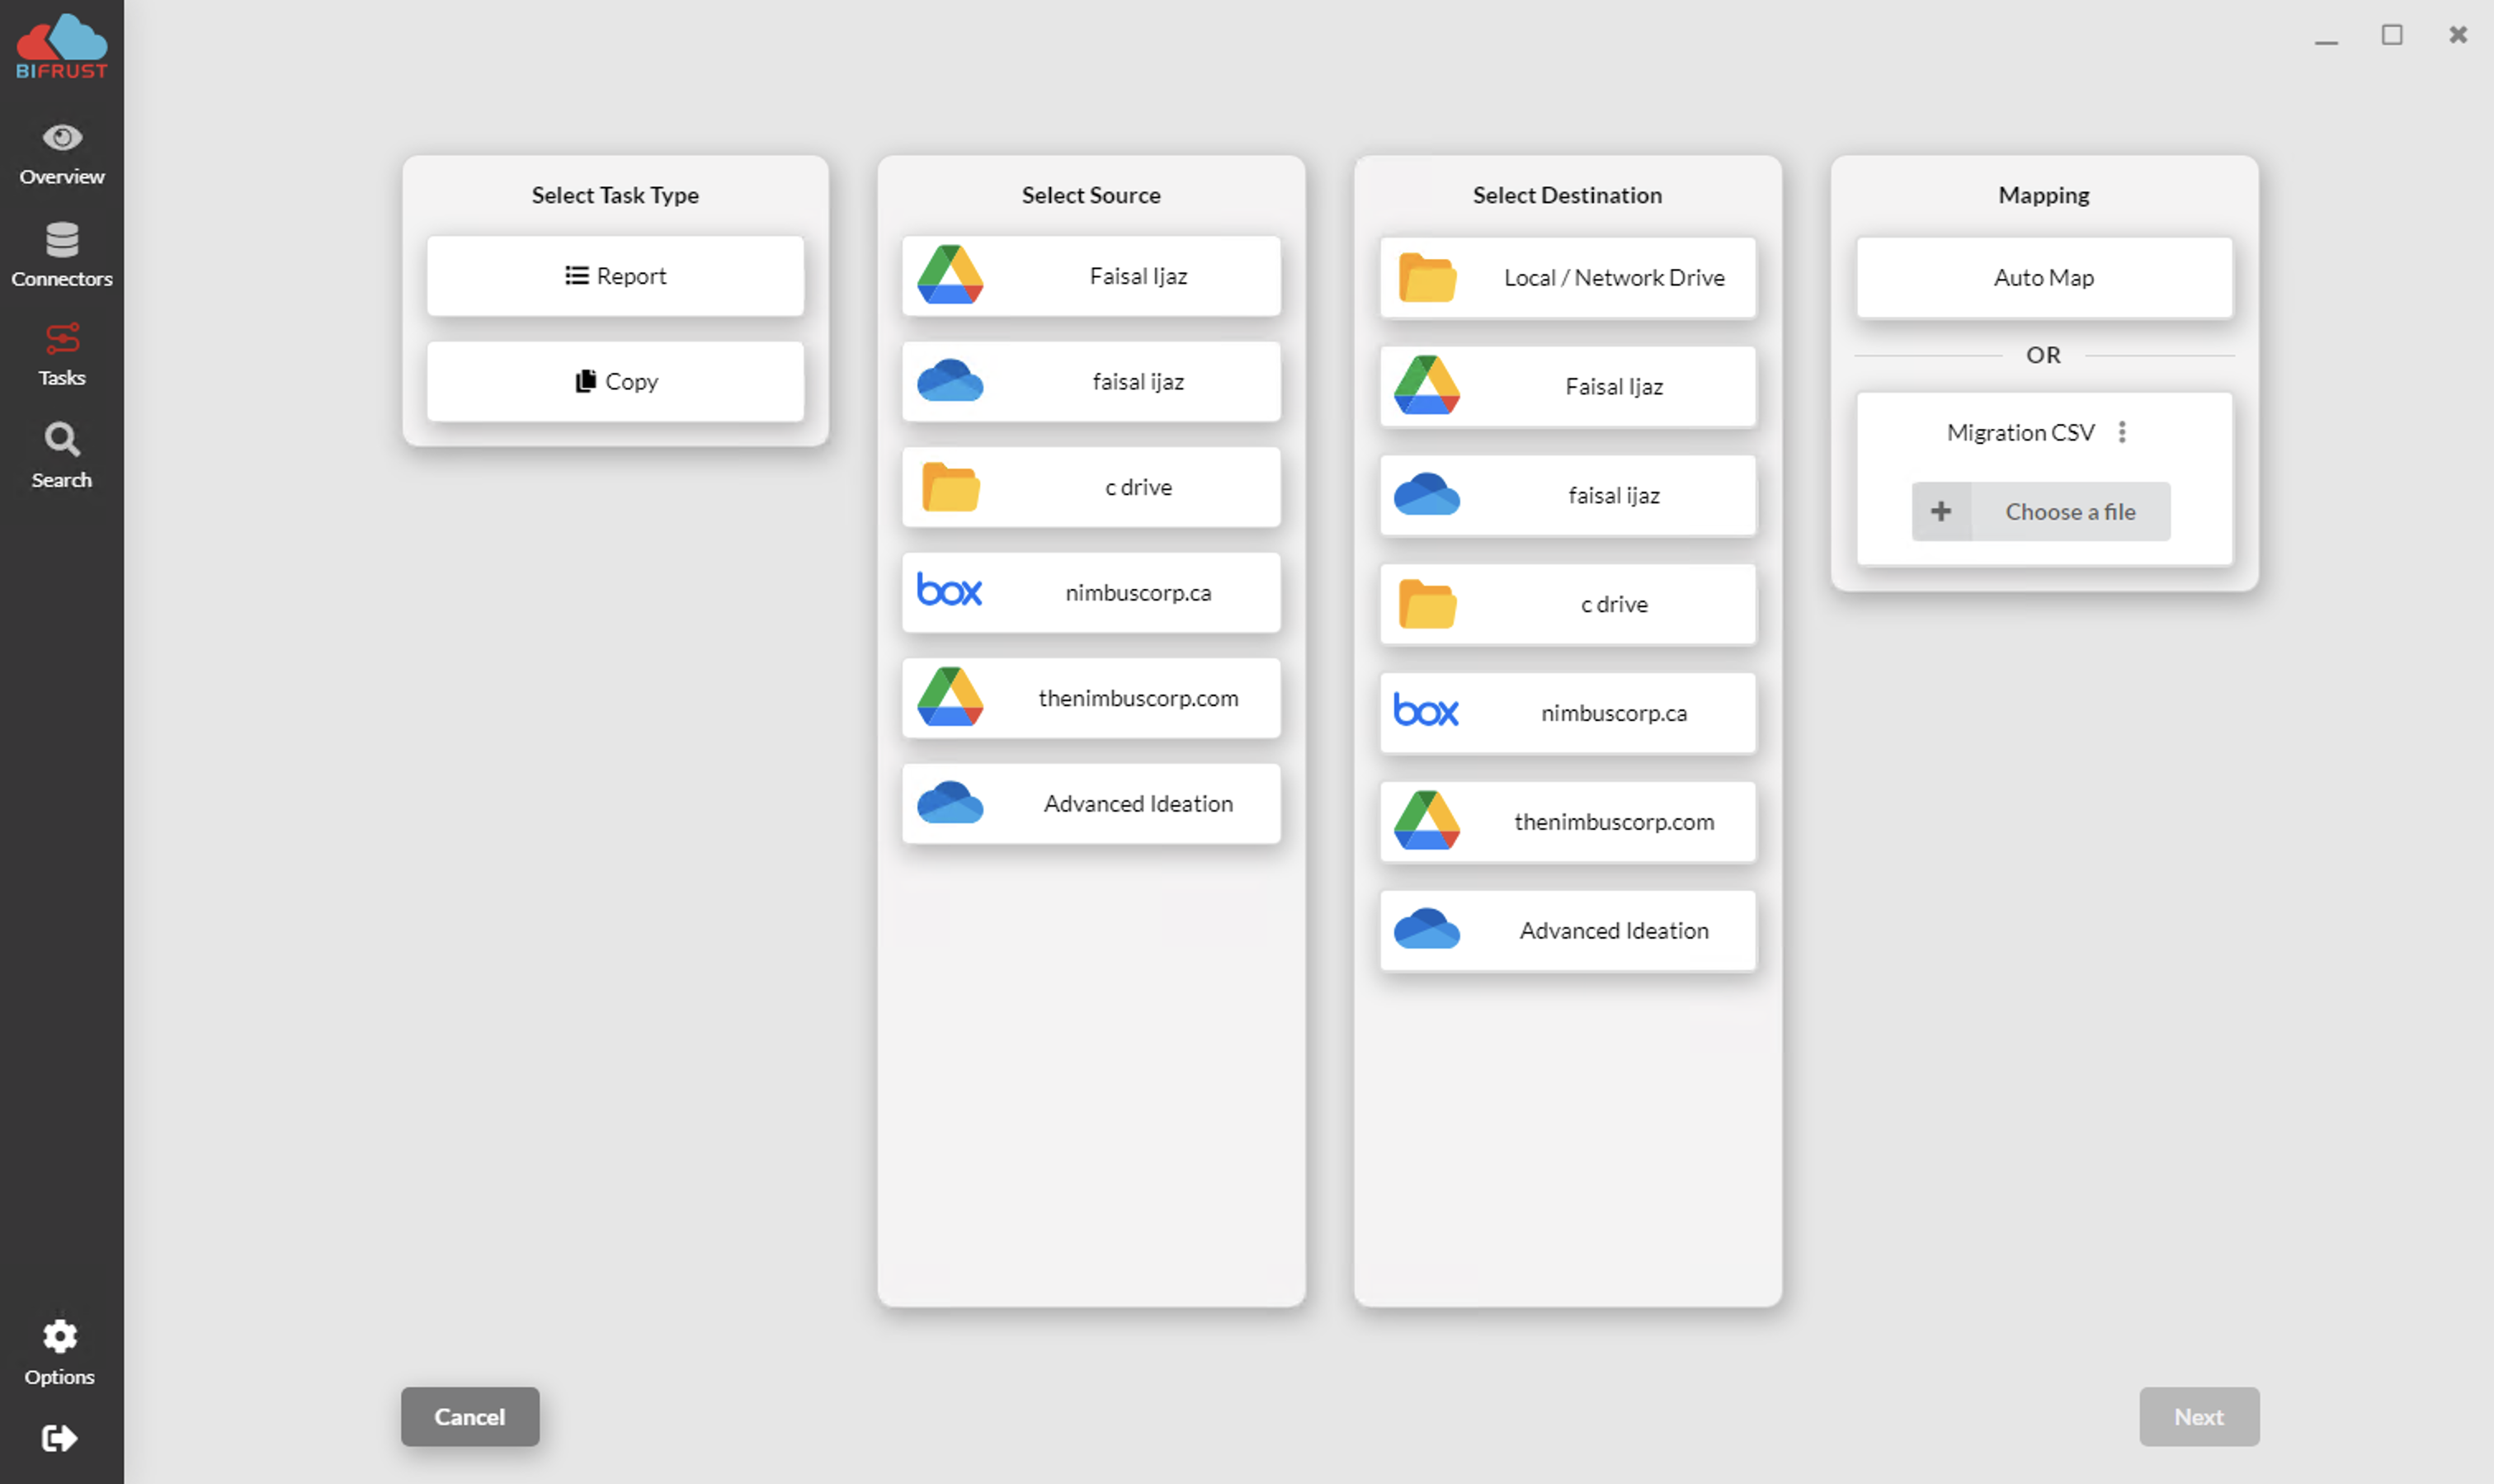 BIFRUST
Overview
Connectors
Tasks
Search
Options
Select Task Type
Report
Copy
Select Source
Faisal Ijaz
faisal ijaz
c drive
box nimbuscorp.ca
thenimbuscorp.com
Advanced Ideation
Select Destination
Local / Network Drive
Faisal Ijaz
faisal ijaz
c drive
box nimbuscorp.ca
thenimbuscorp.com
Advanced Ideation
Mapping
Auto Map
OR
Migration CSV
+ Choose a file
Cancel
Next